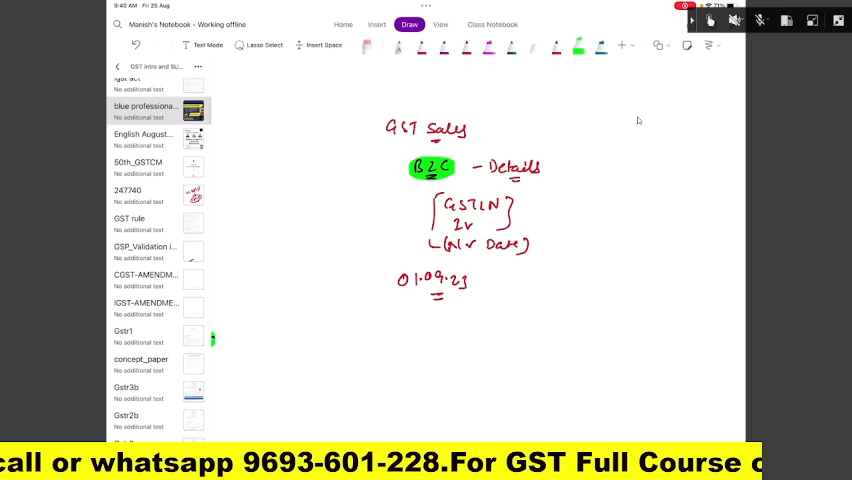 9:40 AM Fri 25 Aug
71%
Manish's Notebook - Working offline
Home Insert Draw View Class Notebook
Text Mode Lasso Select Insert Space
GST intro and SU...
igst act
No additional text
blue professiona...
No additional text
English August...
No additional text
50th_GSTCM
No additional text
247740
No additional text
GST rule
No additional text
GSP_Validation i...
No additional text
CGST-AMENDM...
No additional text
IGST-AMENDME...
No additional text
Gstr1
No additional text
concept_paper
No additional text
Gstr3b
No additional text
Gstr2b
No additional text
GST Sales
B2C - Details
GSTIN
Date)
01.09.23
call or whatsapp 9693-601-228.For GST Full Course